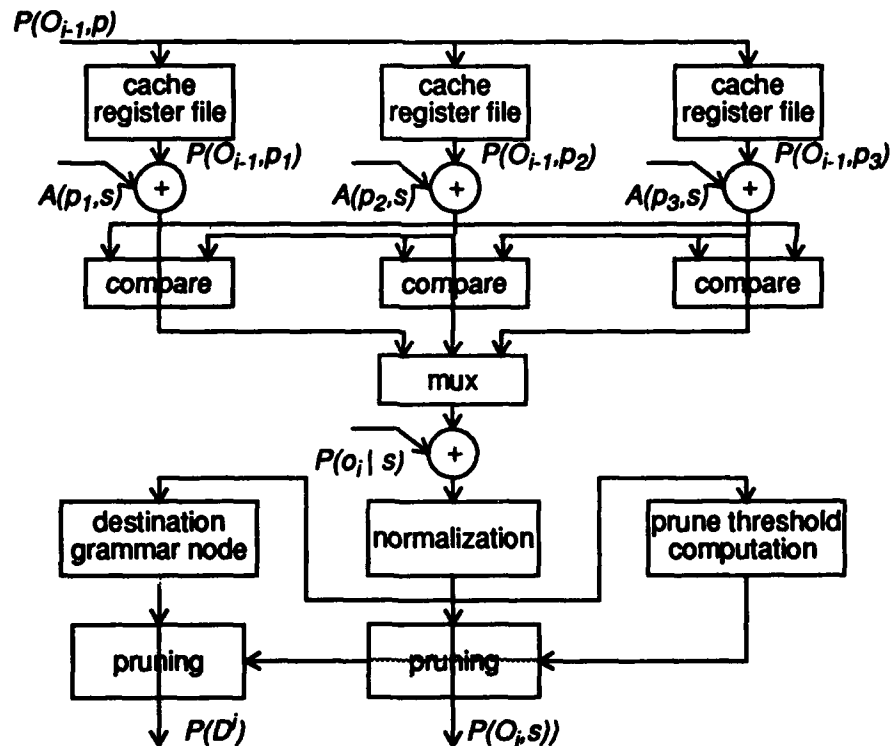 P(O_{i-1},p)
cache register file
cache register file
cache register file
P(O_{i-1},p_1)
P(O_{i-1},p_2)
P(O_{i-1},p_3)
A(p_1,s)
+
A(p_2,s)
+
A(p_3,s)
+
compare
compare
compare
mux
P(o_i | s)
+
destination grammar node
normalization
prune threshold computation
pruning
pruning
P(D^i)
P(O_i,s))